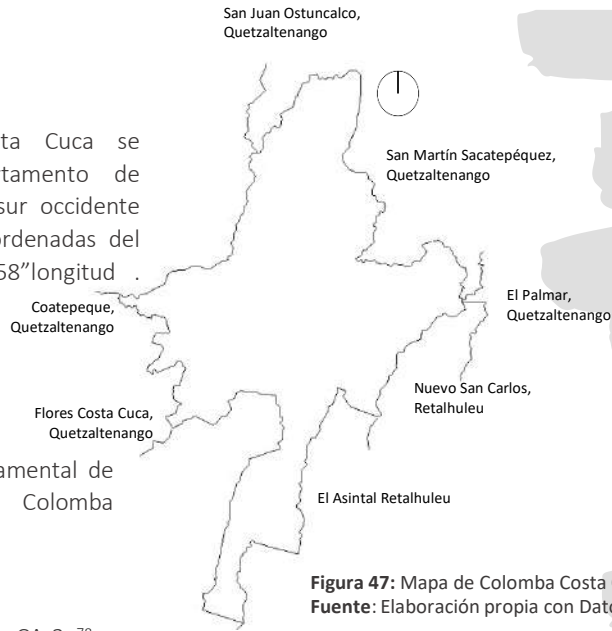 San Juan Ostuncalco,
Quetzaltenango
ta Cuca se
rtamento de
sur occidente
ordenadas del
58”longitud .
San Martín Sacatepéquez,
Quetzaltenango
El Palmar,
Quetzaltenango
Coatepeque,
Quetzaltenango
Nuevo San Carlos,
Retalhuleu
Flores Costa Cuca,
Quetzaltenango
amental de
Colomba
El Asintal Retalhuleu
Figura 47: Mapa de Colomba Costa
Fuente: Elaboración propia con Dat